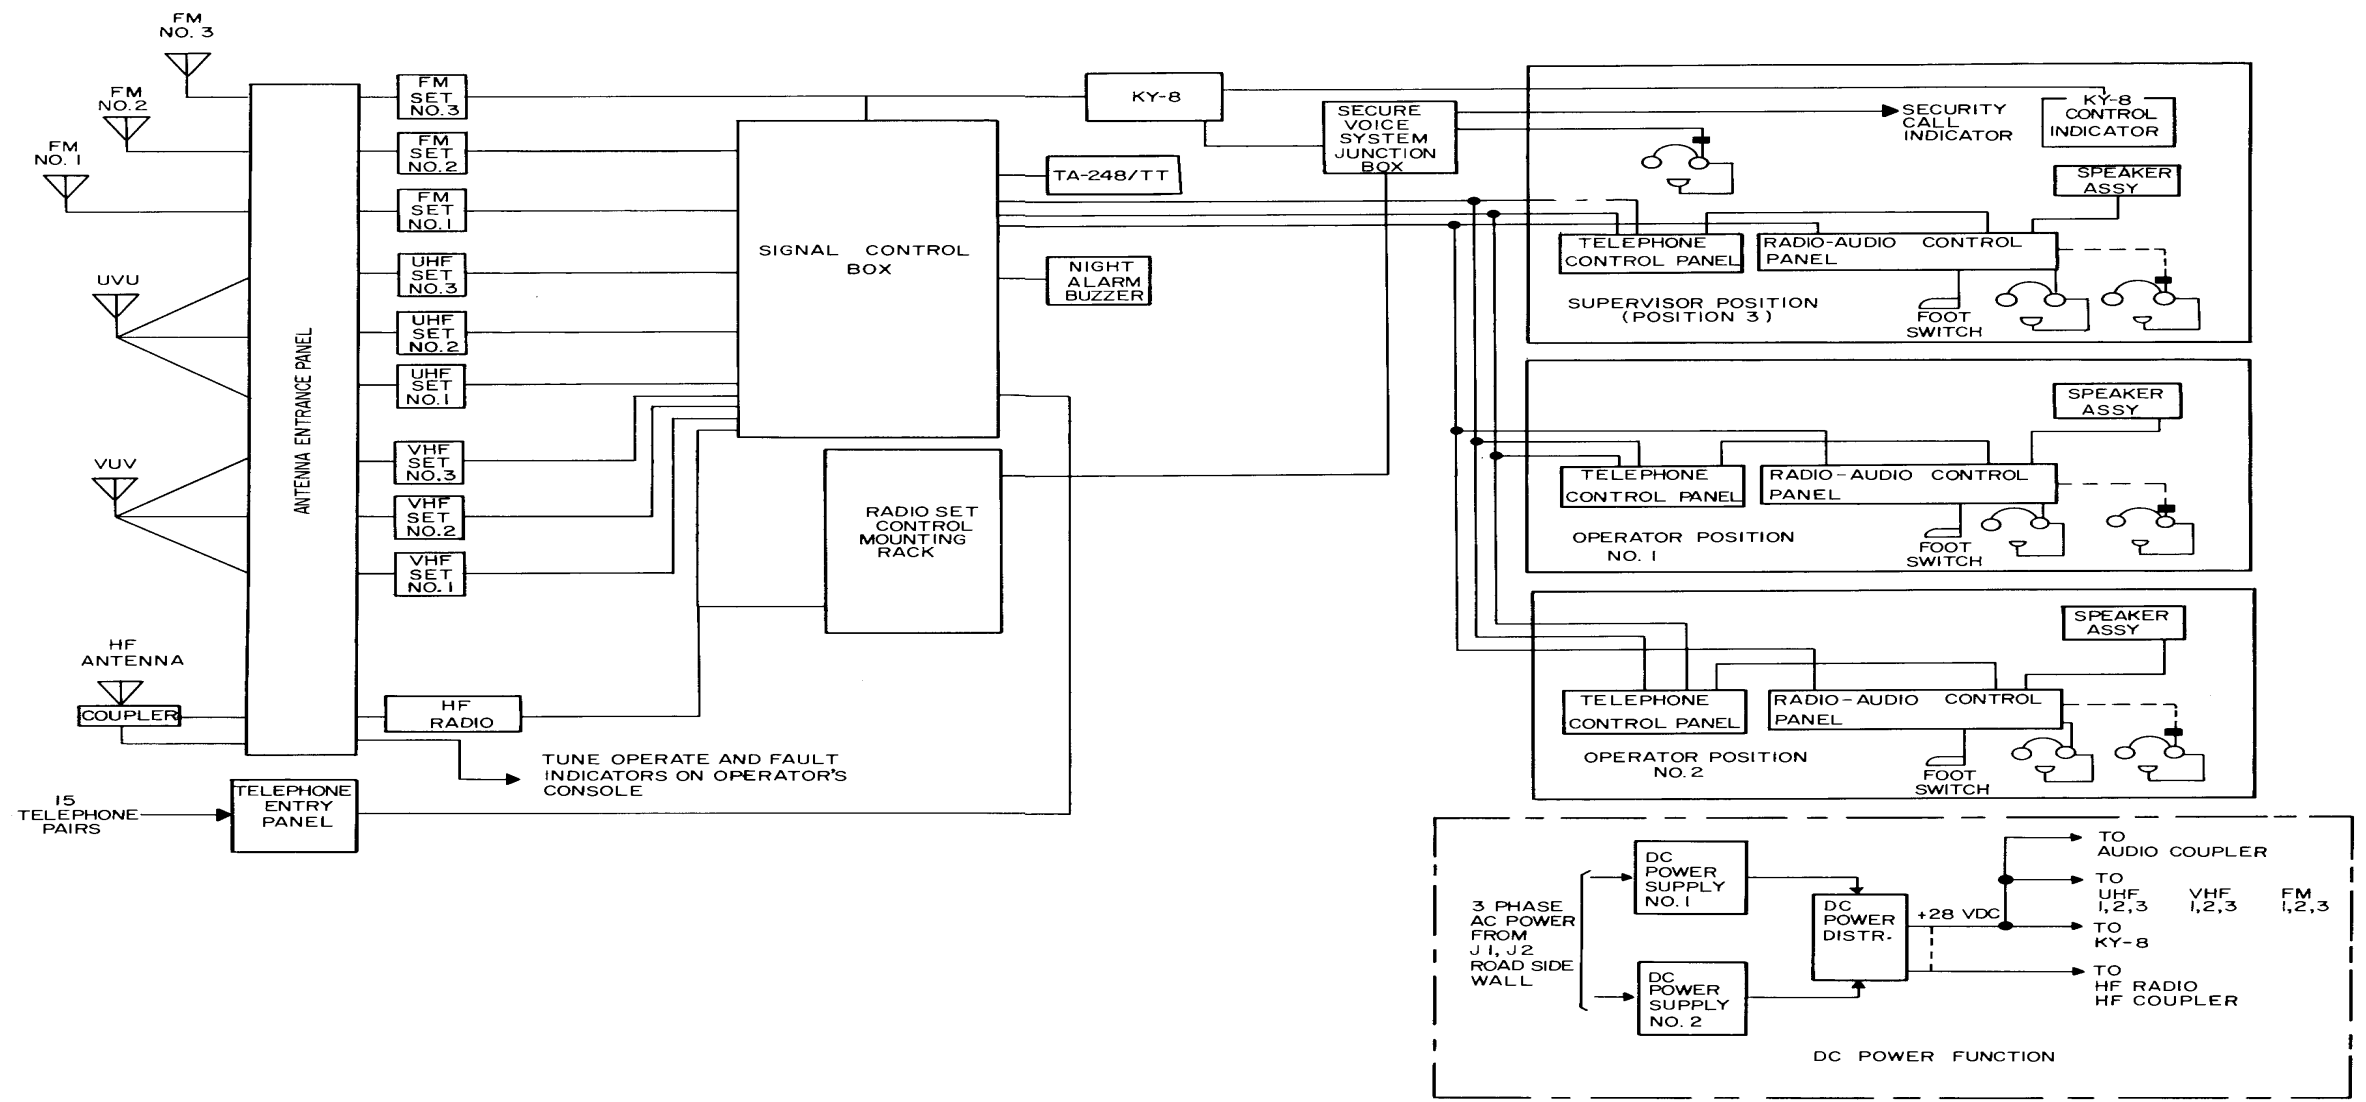 FM
NO. 3
FM
NO.2
FM
NO. 1
UVU
VUV
HF
ANTENNA
COUPLER
15
TELEPHONE
PAIRS
ANTENNA ENTRANCE PANEL
TELEPHONE
ENTRY
PANEL
FM
SET
NO.3
FM
SET
NO.2
FM
SET
NO.1
UHF
SET
NO.3
UHF
SET
NO.2
UHF
SET
NO.1
VHF
SET
NO.3
VHF
SET
NO.2
VHF
SET
NO.1
HF
RADIO
TUNE OPERATE AND FAULT
INDICATORS ON OPERATOR'S
CONSOLE
SIGNAL CONTROL
BOX
RADIO SET
CONTROL
MOUNTING
RACK
KY-8
TA-248/TT
NIGHT
ALARM
BUZZER
SECURE
VOICE
SYSTEM
JUNCTION
BOX
SECURITY
CALL
INDICATOR
KY-8
CONTROL
INDICATOR
SPEAKER
ASSY
TELEPHONE
CONTROL PANEL
RADIO-AUDIO CONTROL
PANEL
SUPERVISOR POSITION
(POSITION 3)
FOOT
SWITCH
SPEAKER
ASSY
TELEPHONE
CONTROL PANEL
RADIO-AUDIO CONTROL
PANEL
OPERATOR POSITION
NO. 1
FOOT
SWITCH
SPEAKER
ASSY
TELEPHONE
CONTROL PANEL
RADIO-AUDIO CONTROL
PANEL
OPERATOR POSITION
NO.2
FOOT
SWITCH
3 PHASE
AC POWER
FROM
J1, J2
ROAD SIDE
WALL
DC
POWER
SUPPLY
NO.1
DC
POWER
SUPPLY
NO. 2
DC
POWER
DISTR.
+28 VDC
TO
AUDIO COUPLER
TO
UHF VHF FM
1,2,3 1,2,3 1,2,3
TO
KY-8
TO
HF RADIO
HF COUPLER
DC POWER FUNCTION